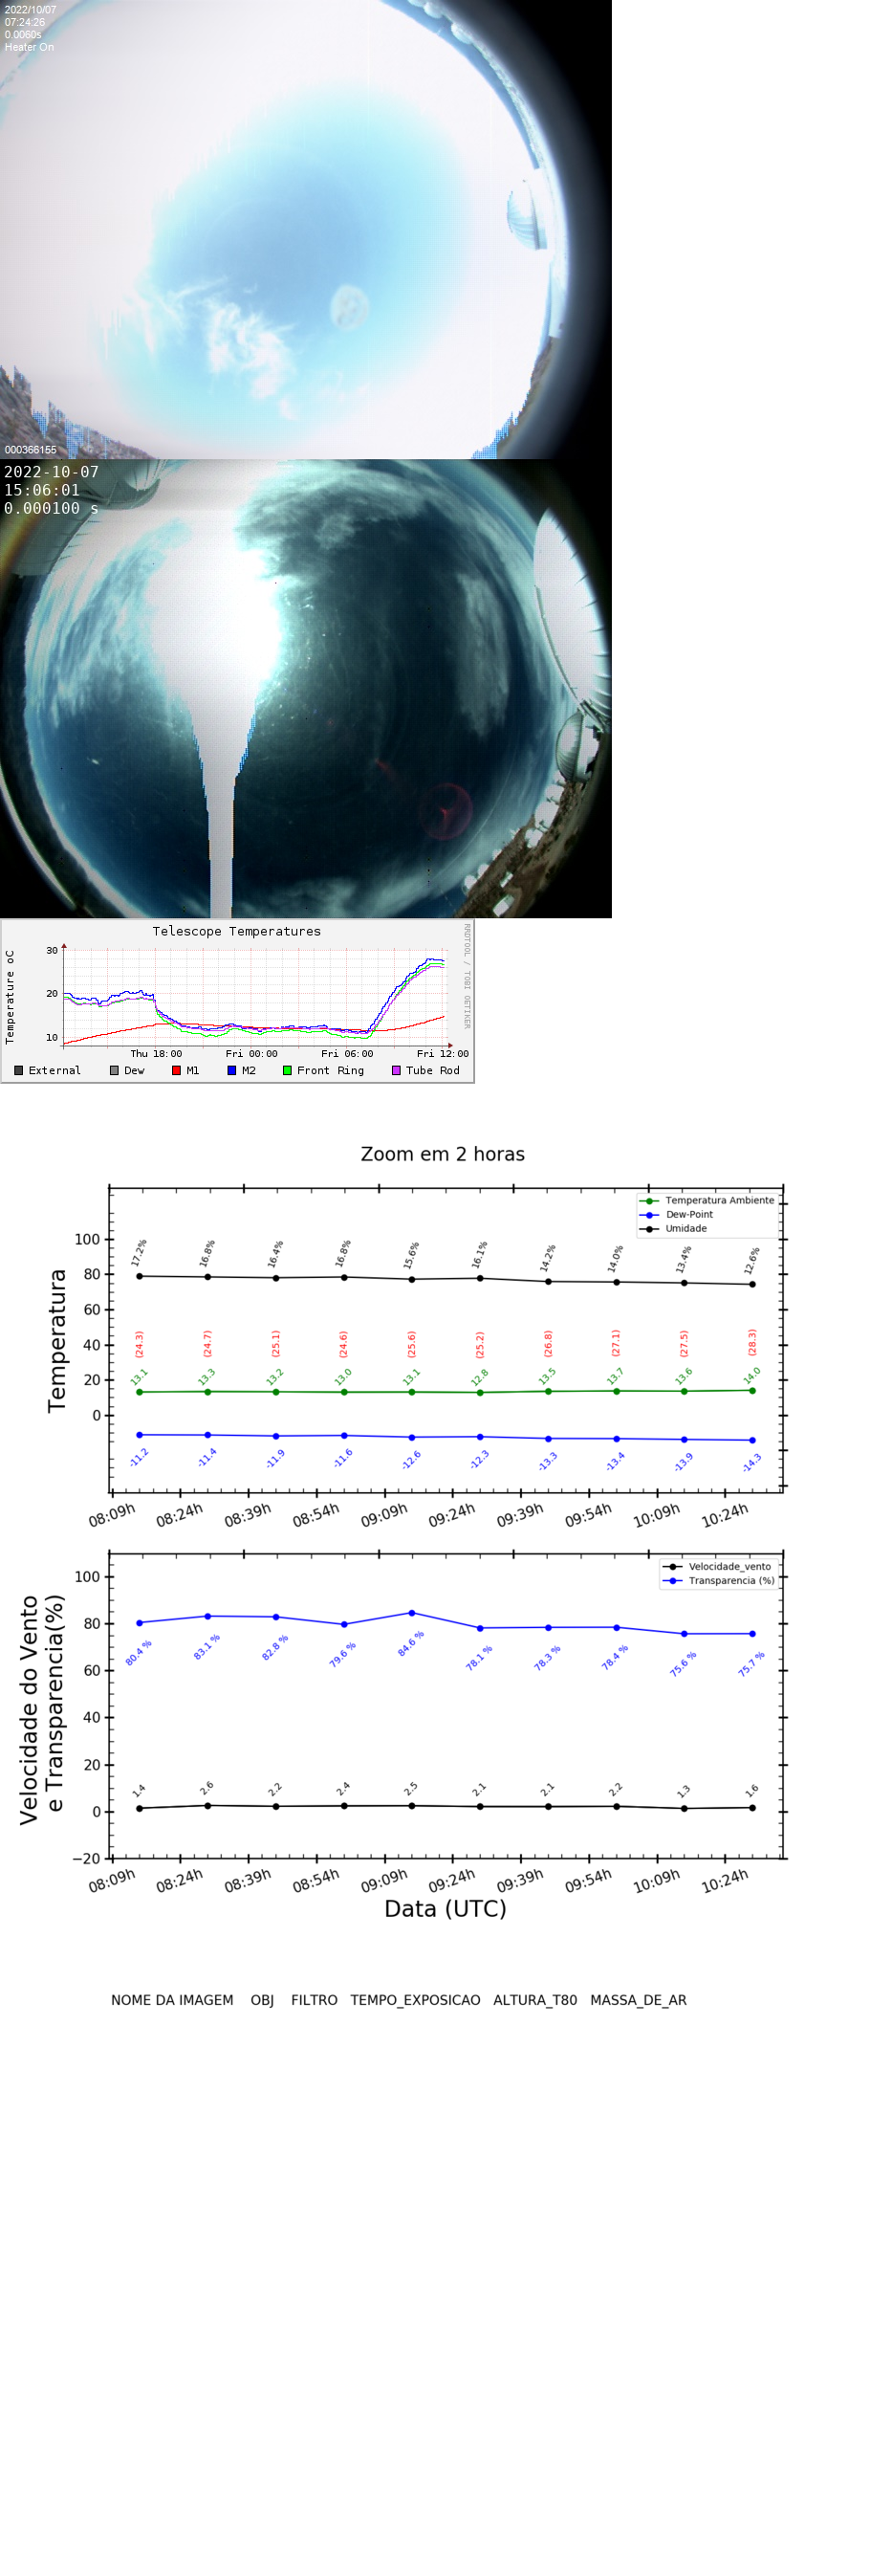 2022/10/07
07:24:26
0.0060s
Heater On
000366155
2022-10-07
15:06:01
0.000100 s
Telescope Temperatures
RRDTOOL / TOBI OETIKER
Temperature oC
30
20
10
Thu 18:00 Fri 00:00 Fri 06:00 Fri 12:00
External Dew M1 M2 Front Ring Tube Rod
Zoom em 2 horas
Temperatura Ambiente
Dew-Point
Umidade
Temperatura
100
80
60
40
20
0
17.2% 16.8% 16.4% 16.8% 15.6% 16.1% 14.2% 14.0% 13.4% 12.6%
(24.3) (24.7) (25.1) (24.6) (25.6) (25.2) (26.8) (27.1) (27.5) (28.3)
13.1 13.3 13.2 13.0 13.1 12.8 13.5 13.7 13.6 14.0
-11.2 -11.4 -11.9 -11.6 -12.6 -12.3 -13.3 -13.4 -13.9 -14.3
08:09h 08:24h 08:39h 08:54h 09:09h 09:24h 09:39h 09:54h 10:09h 10:24h
Velocidade_vento
Transparencia (%)
Velocidade do Vento
e Transparencia(%)
100
80
60
40
20
0
−20
80.4 % 83.1 % 82.8 % 79.6 % 84.6 % 78.1 % 78.3 % 78.4 % 75.6 % 75.7 %
1.4 2.6 2.2 2.4 2.5 2.1 2.1 2.2 1.3 1.6
08:09h 08:24h 08:39h 08:54h 09:09h 09:24h 09:39h 09:54h 10:09h 10:24h
Data (UTC)
NOME DA IMAGEM OBJ FILTRO TEMPO_EXPOSICAO ALTURA_T80 MASSA_DE_AR